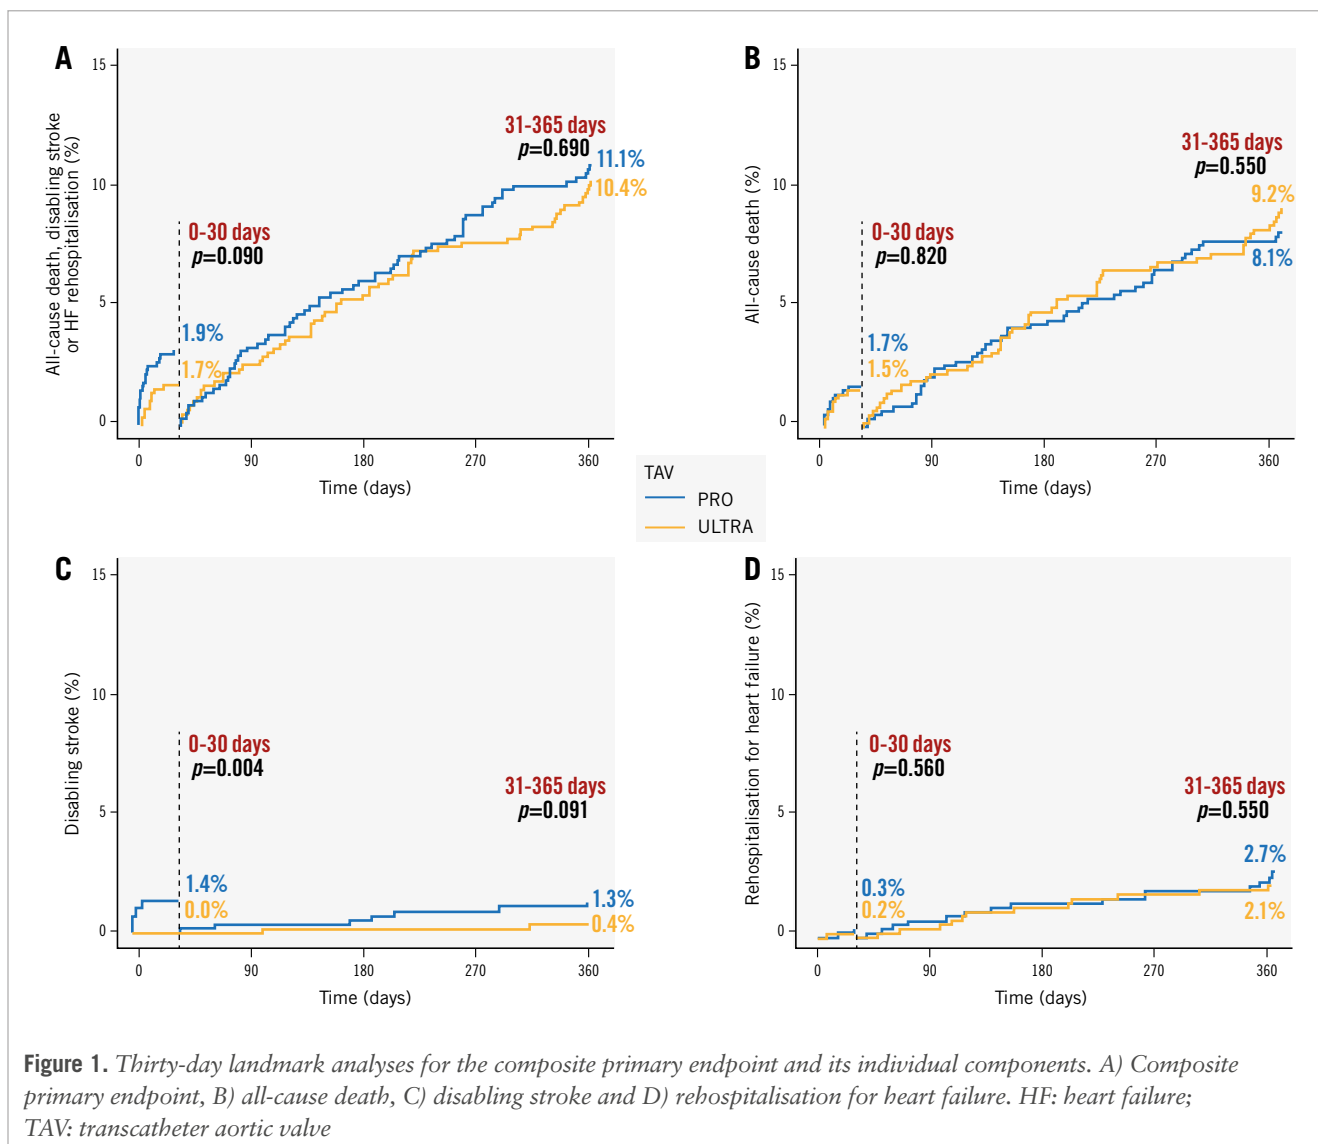 A
15
10
5
0
All-cause death, disabling stroke
or HF rehospitalisation (%)
31-365 days
p=0.690
11.1%
10.4%
0-30 days
p=0.090
1.9%
1.7%
0 90 180 270 360
Time (days)
B
15
10
5
0
All-cause death (%)
31-365 days
p=0.550
9.2%
8.1%
0-30 days
p=0.820
1.7%
1.5%
0 90 180 270 360
Time (days)
TAV
PRO
ULTRA
C
15
10
5
0
Disabling stroke (%)
0-30 days
p=0.004
31-365 days
p=0.091
1.4%
0.0%
1.3%
0.4%
0 90 180 270 360
Time (days)
D
15
10
5
0
Rehospitalisation for heart failure (%)
0-30 days
p=0.560
31-365 days
p=0.550
2.7%
2.1%
0.3%
0.2%
0 90 180 270 360
Time (days)
Figure 1. Thirty-day landmark analyses for the composite primary endpoint and its individual components. A) Composite
primary endpoint, B) all-cause death, C) disabling stroke and D) rehospitalisation for heart failure. HF: heart failure;
TAV: transcatheter aortic valve